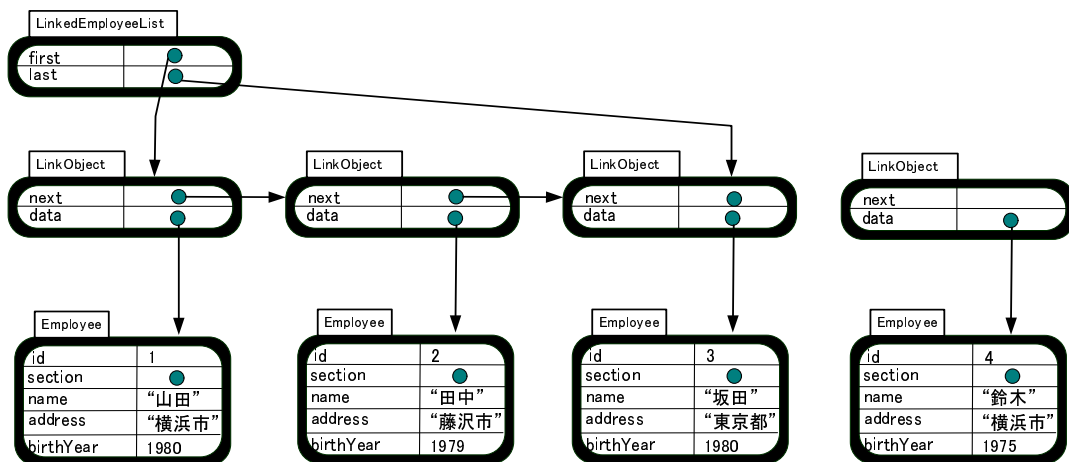 LinkedEmployeeList
first
last
LinkObject
next
data
LinkObject
next
data
LinkObject
next
data
LinkObject
next
data
Employee
id 1
section
name “山田”
address “横浜市”
birthYear 1980
Employee
id 2
section
name “田中”
address “藤沢市”
birthYear 1979
Employee
id 3
section
name “坂田”
address “東京都”
birthYear 1980
Employee
id 4
section
name “鈴木”
address “横浜市”
birthYear 1975